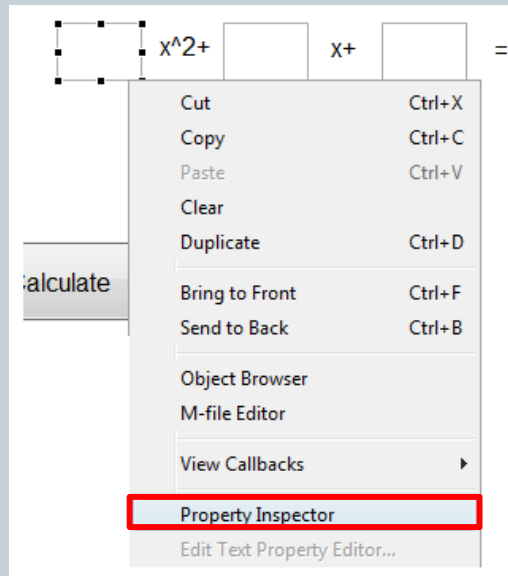 x^2+ x+ =
Cut Ctrl+X
Copy Ctrl+C
Paste Ctrl+V
Clear
Duplicate Ctrl+D
alculate
Bring to Front Ctrl+F
Send to Back Ctrl+B
Object Browser
M-file Editor
View Callbacks
Property Inspector
Edit Text Property Editor...